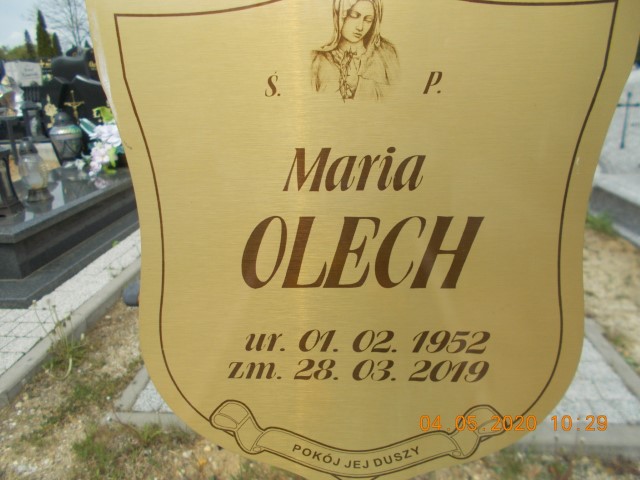 Ś. P.
Maria
OLECH
ur. 01. 02. 1952
zm. 28. 03. 2019
POKÓJ JEJ DUSZY
04.05.2020 10:29